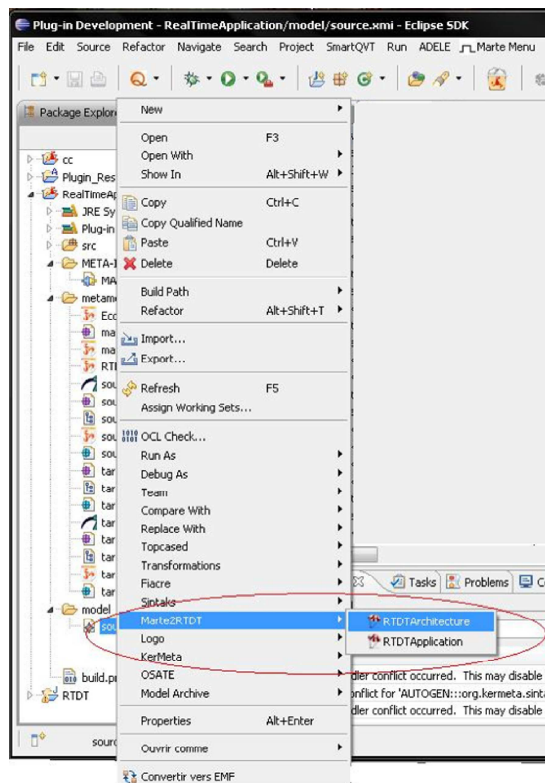 Plug-in Development - RealTimeApplication/model/source.xmi - Eclipse SDK
File Edit Source Refactor Navigate Search Project SmartQVT Run ADELE Marte Menu
Package Explore
cc
Plugin_Res
RealTimeAp
JRE Sy
Plug-in
src
META-I
MA
metam
Eco
ma
ma
RTI
sou
sou
sou
sou
sou
tar
tar
tar
tar
tar
tar
tar
tar
model
sou
build.pr
RTDT
New
Open F3
Open With
Show In Alt+Shift+W
Copy Ctrl+C
Copy Qualified Name
Paste Ctrl+V
Delete Delete
Build Path
Refactor Alt+Shift+T
Import...
Export...
Refresh F5
Assign Working Sets...
OCL Check...
Run As
Debug As
Team
Compare With
Replace With
Topcased
Transformations
Fiacre
Sintaks
Marte2RTDT
Logo
KerMeta
OSATE
Model Archive
Properties Alt+Enter
Ouvrir comme
Convertir vers EMF
RTDTArchitecture
RTDTApplication
Tasks Problems C
dler conflict occurred. This may disable
onflict for 'AUTOGEN:::org.kermeta.sinta
dler conflict occurred. This may disable
sourc